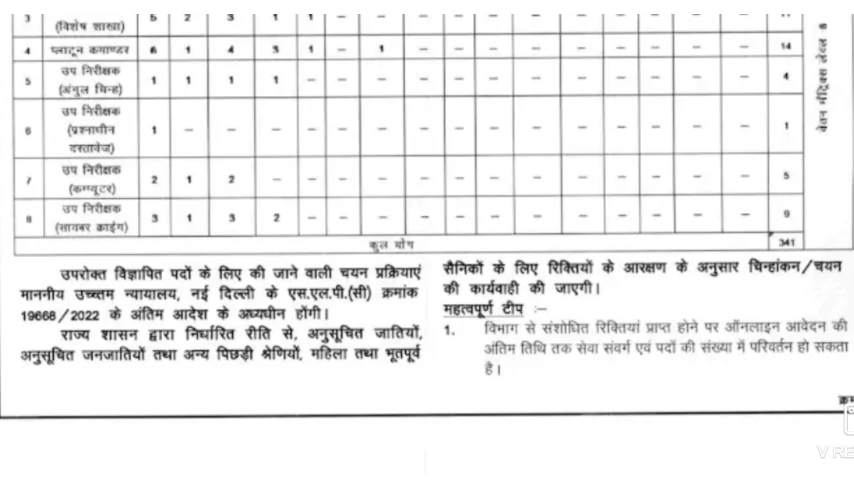 3 (विशेष शाखा) 5 2 3 1 1 – – – – – – – – –
4 प्लाटून कमाण्डर 6 1 4 3 1 – 1 – – – – – – – 14
5 उप निरीक्षक (अंगुल चिन्ह) 1 1 1 1 – – – – – – – – – – 4
6 उप निरीक्षक (प्रश्नाधीन दस्तावेज) 1 – – – – – – – – – – – – – 1
7 उप निरीक्षक (कम्प्यूटर) 2 1 2 – – – – – – – – – – – 5
8 उप निरीक्षक (सायबर क्राईम) 3 1 3 2 – – – – – – – – – – 9
कुल योग 341
वेतन मैट्रिक्स लेवल 8
उपरोक्त विज्ञापित पदों के लिए की जाने वाली चयन प्रक्रियाएं
माननीय उच्चतम न्यायालय, नई दिल्ली के एस.एल.पी.(सी) क्रमांक
19668/2022 के अंतिम आदेश के अध्यधीन होंगी।
राज्य शासन द्वारा निर्धारित रीति से, अनुसूचित जातियों,
अनुसूचित जनजातियों तथा अन्य पिछड़ी श्रेणियों, महिला तथा भूतपूर्व
सैनिकों के लिए रिक्तियों के आरक्षण के अनुसार चिन्हांकन/चयन
की कार्यवाही की जाएगी।
महत्वपूर्ण टीप :–
1. विभाग से संशोधित रिक्तियां प्राप्त होने पर ऑनलाइन आवेदन की
अंतिम तिथि तक सेवा संवर्ग एवं पदों की संख्या में परिवर्तन हो सकता
है।
V RE